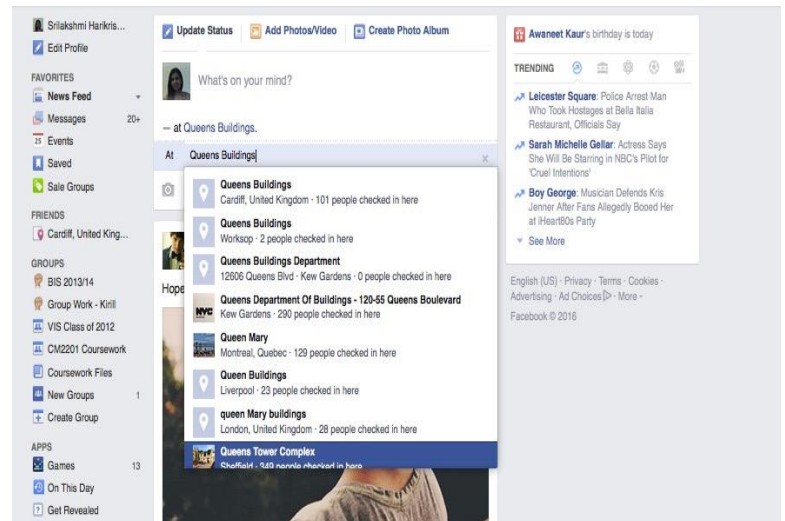 Srilakshmi Harikris...
Edit Profile
FAVORITES
News Feed
Messages 20+
25 Events
Saved
Sale Groups
FRIENDS
Cardiff, United King...
GROUPS
BIS 2013/14
Group Work - Kirill
VIS Class of 2012
CM2201 Coursework
Coursework Files
New Groups 1
Create Group
APPS
Games 13
On This Day
Get Revealed
Update Status Add Photos/Video Create Photo Album
What's on your mind?
— at Queens Buildings.
At Queens Buildings x
Queens Buildings
Cardiff, United Kingdom · 101 people checked in here
Queens Buildings
Worksop · 2 people checked in here
Queens Buildings Department
12606 Queens Blvd · Kew Gardens · 0 people checked in here
NYC Queens Department Of Buildings - 120-55 Queens Boulevard
Kew Gardens · 290 people checked in here
Queen Mary
Montreal, Quebec · 129 people checked in here
Queen Buildings
Liverpool · 23 people checked in here
queen Mary buildings
London, United Kingdom · 28 people checked in here
Queens Tower Complex
Sheffield · 349 people checked in here
Hope
Awaneet Kaur's birthday is today
TRENDING
Leicester Square: Police Arrest Man
Who Took Hostages at Bella Italia
Restaurant, Officials Say
Sarah Michelle Gellar: Actress Says
She Will Be Starring in NBC's Pilot for
'Cruel Intentions'
Boy George: Musician Defends Kris
Jenner After Fans Allegedly Booed Her
at iHeart80s Party
See More
English (US) · Privacy · Terms · Cookies ·
Advertising · Ad Choices · More
Facebook © 2016